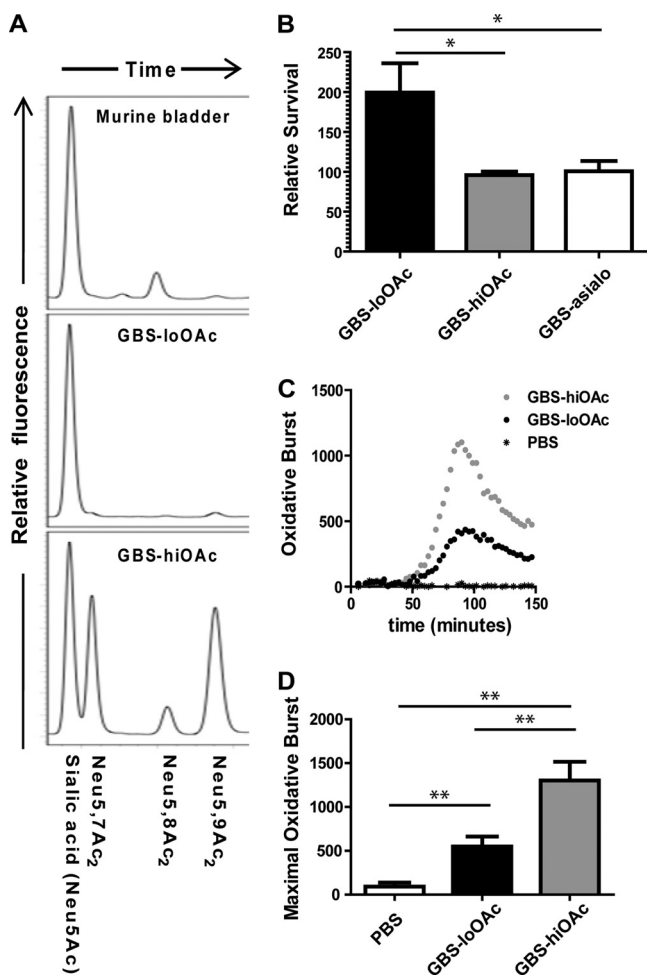 A
Time
Relative fluorescence
Murine bladder
GBS-loOAc
GBS-hiOAc
Sialic acid (Neu5Ac)
Neu5,7Ac2
Neu5,8Ac2
Neu5,9Ac2
B
Relative Survival
250
200
150
100
50
0
*
*
GBS-loOAc
GBS-hiOAc
GBS-asialo
C
Oxidative Burst
1500
1000
500
0
0
50
100
150
time (minutes)
GBS-hiOAc
GBS-loOAc
PBS
D
Maximal Oxidative Burst
2000
1500
1000
500
0
**
**
**
PBS
GBS-loOAc
GBS-hiOAc